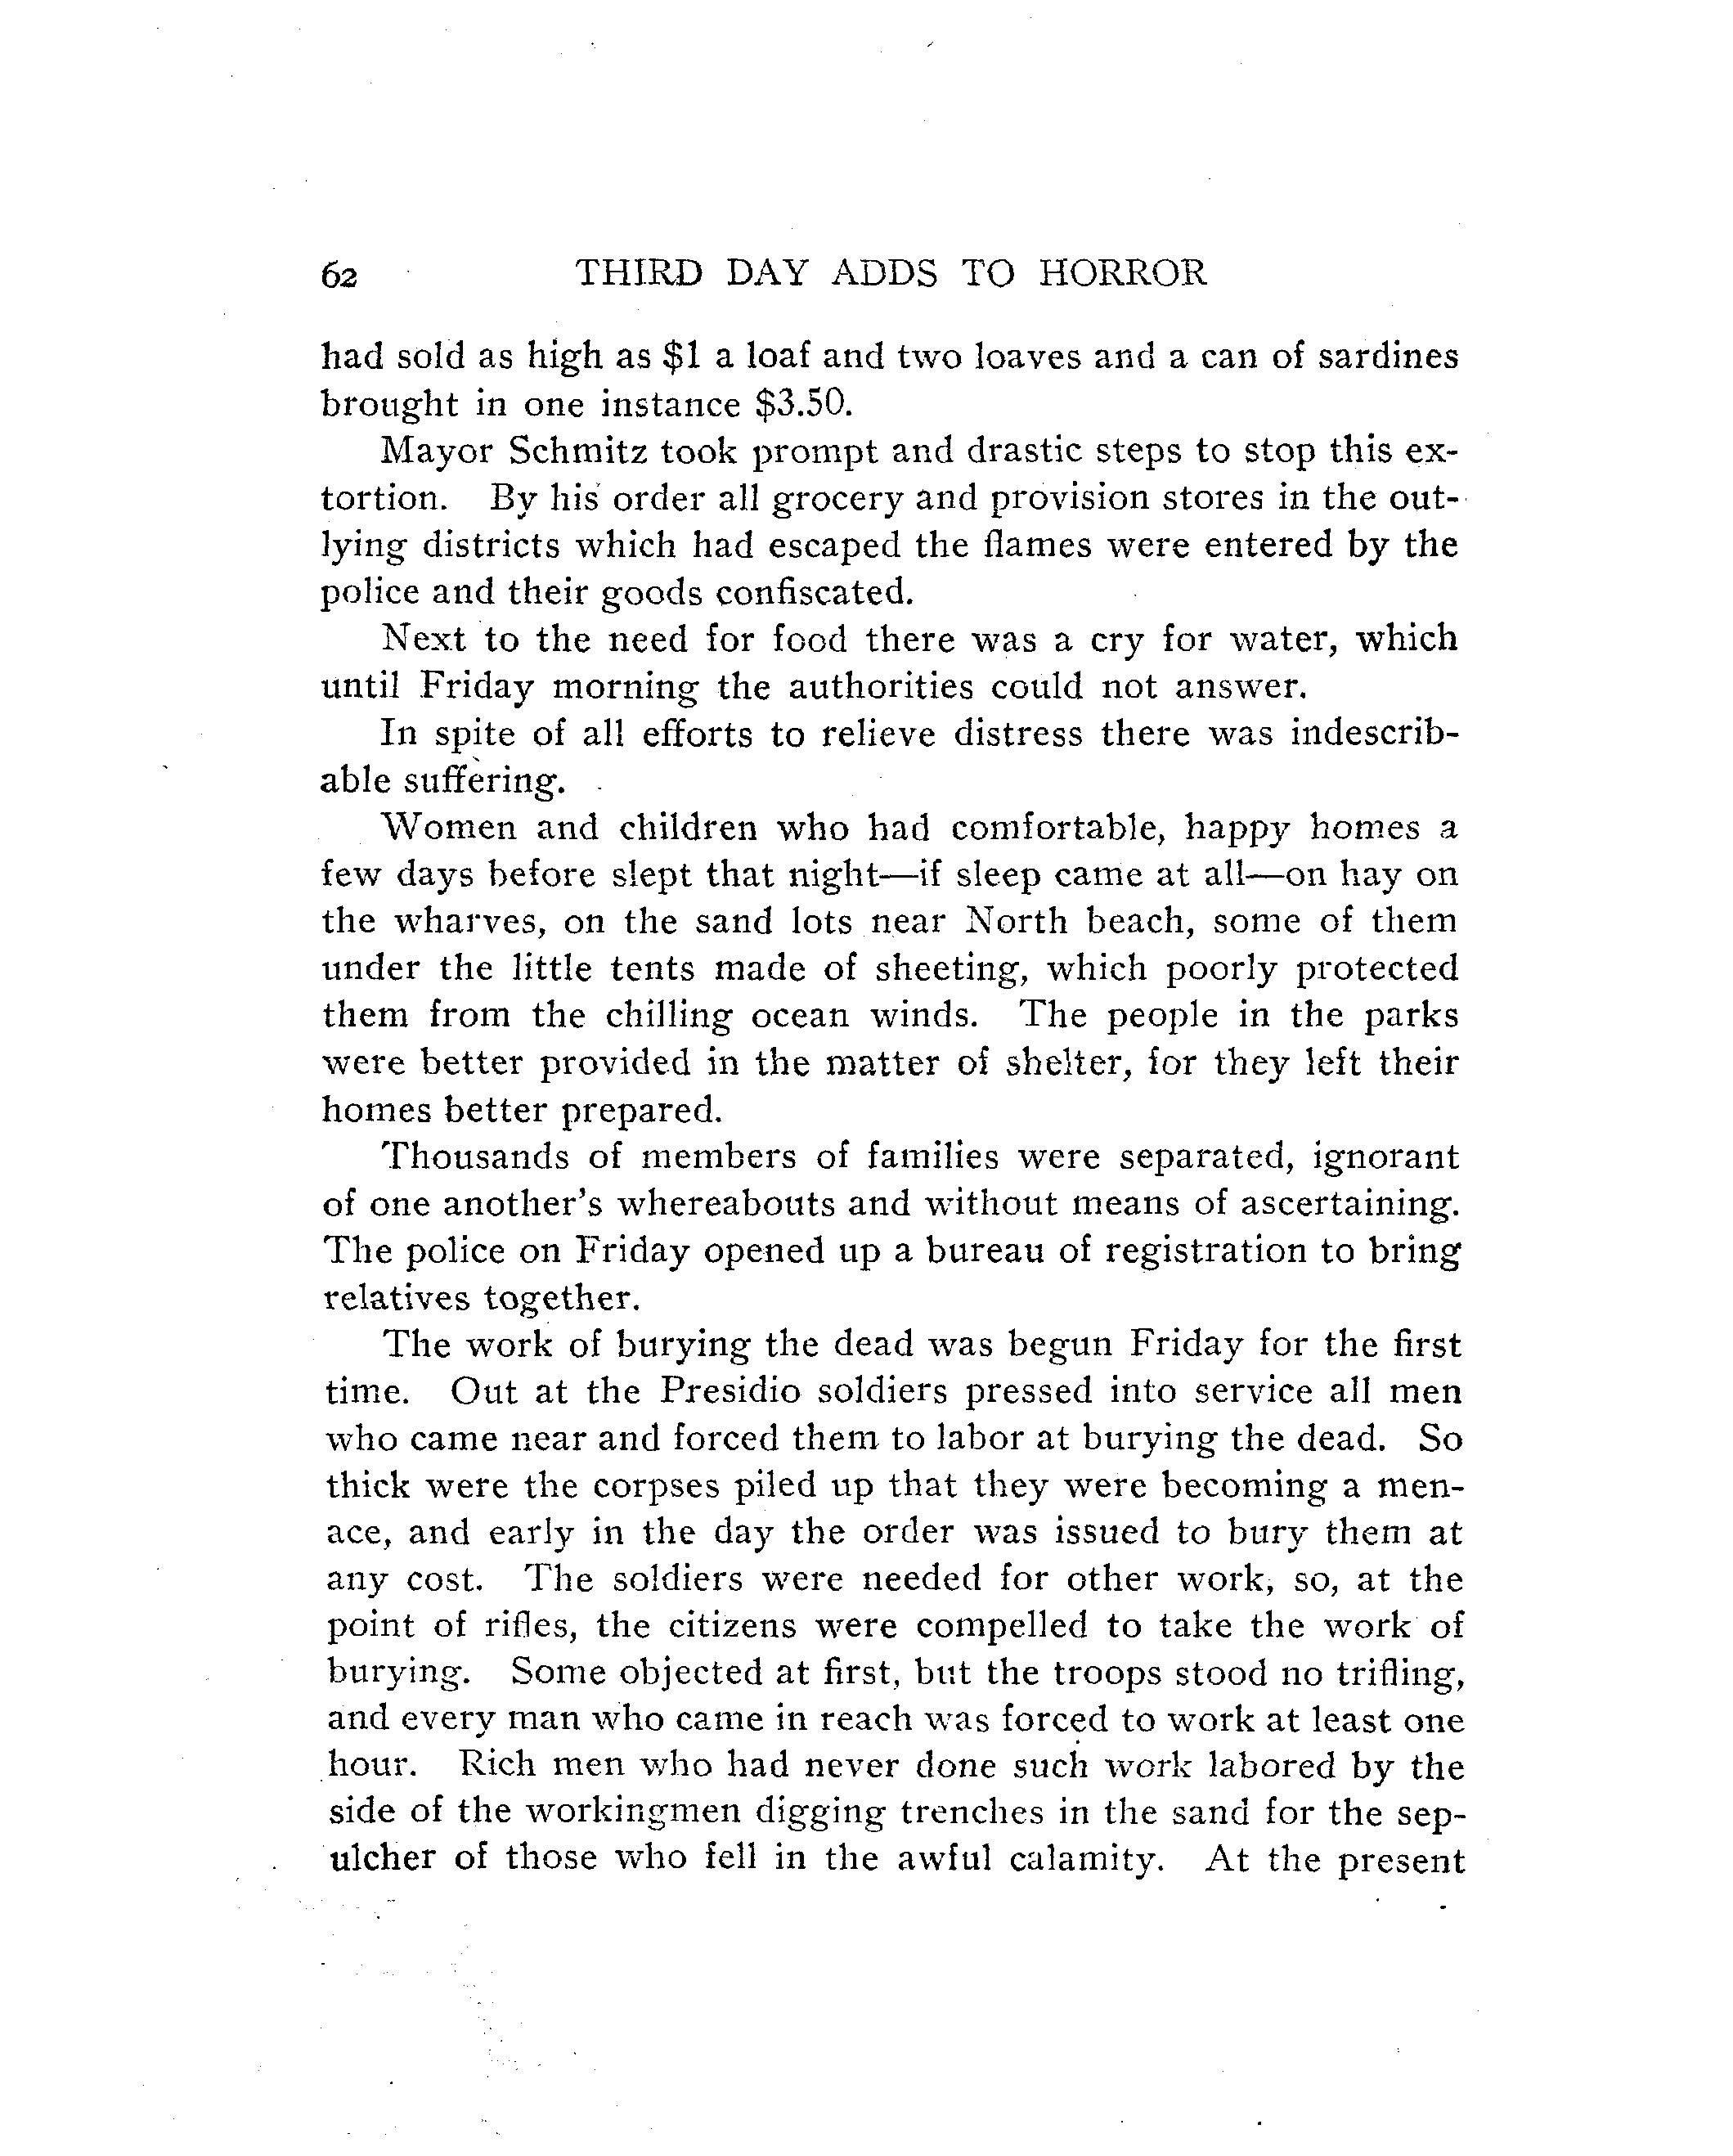 62 THIRD DAY ADDS TO HORROR
had sold as high as $1 a loaf and two loaves and a can of sardines
brought in one instance $3.50.
Mayor Schmitz took prompt and drastic steps to stop this ex-
tortion. By his order all grocery and provision stores in the out-
lying districts which had escaped the flames were entered by the
police and their goods confiscated.
Next to the need for food there was a cry for water, which
until Friday morning the authorities could not answer.
In spite of all efforts to relieve distress there was indescrib-
able suffering.
Women and children who had comfortable, happy homes a
few days before slept that night—if sleep came at all—on hay on
the wharves, on the sand lots near North beach, some of them
under the little tents made of sheeting, which poorly protected
them from the chilling ocean winds. The people in the parks
were better provided in the matter of shelter, for they left their
homes better prepared.
Thousands of members of families were separated, ignorant
of one another's whereabouts and without means of ascertaining.
The police on Friday opened up a bureau of registration to bring
relatives together.
The work of burying the dead was begun Friday for the first
time. Out at the Presidio soldiers pressed into service all men
who came near and forced them to labor at burying the dead. So
thick were the corpses piled up that they were becoming a men-
ace, and early in the day the order was issued to bury them at
any cost. The soldiers were needed for other work, so, at the
point of rifles, the citizens were compelled to take the work of
burying. Some objected at first, but the troops stood no trifling,
and every man who came in reach was forced to work at least one
hour. Rich men who had never done such work labored by the
side of the workingmen digging trenches in the sand for the sep-
ulcher of those who fell in the awful calamity. At the present